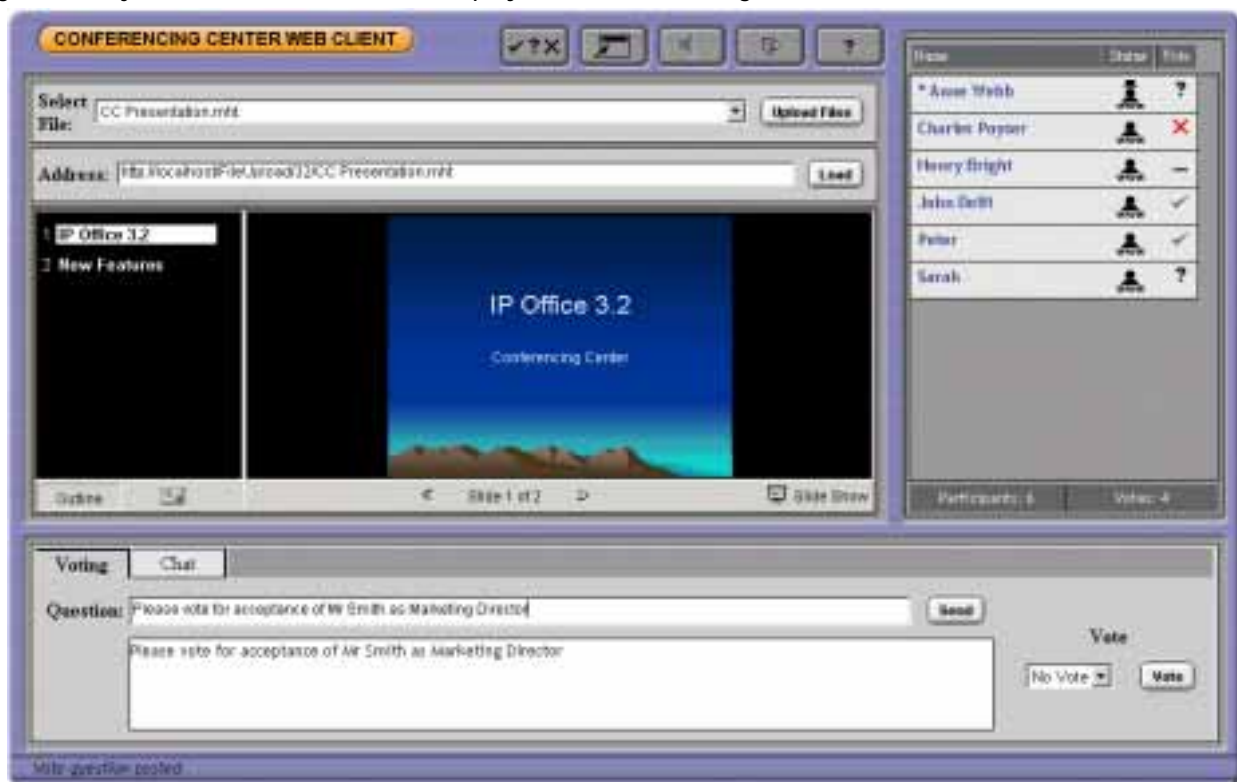 CONFERENCING CENTER WEB CLIENT
✓?X
?
Name Status Vote
Select File: CC Presentation.mht Upload Files
Address: CC Presentation.mht Load
* Anne Webb ?
Charles Poyser X
Henry Bright –
John ✓
Peter ✓
Sarah ?
1 IP Office 3.2
2 New Features
IP Office 3.2
Conferencing Center
Outline Slide 1 of 2 Slide Show
Participants: 6 Votes: 4
Voting Chat
Question: Please vote for acceptance of Mr Smith as Marketing Director Send
Please vote for acceptance of Mr Smith as Marketing Director
Vote
No Vote Vote
Vote question posted